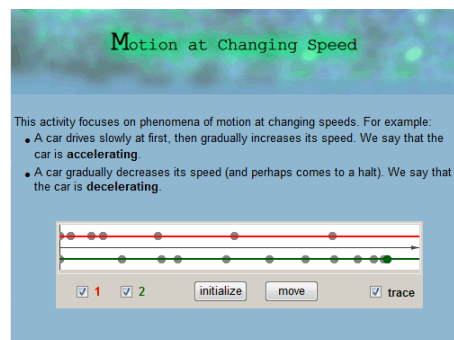 Motion at Changing Speed
This activity focuses on phenomena of motion at changing speeds. For example:
• A car drives slowly at first, then gradually increases its speed. We say that the
car is accelerating.
• A car gradually decreases its speed (and perhaps comes to a halt). We say that
the car is decelerating.
1 2 initialize move trace